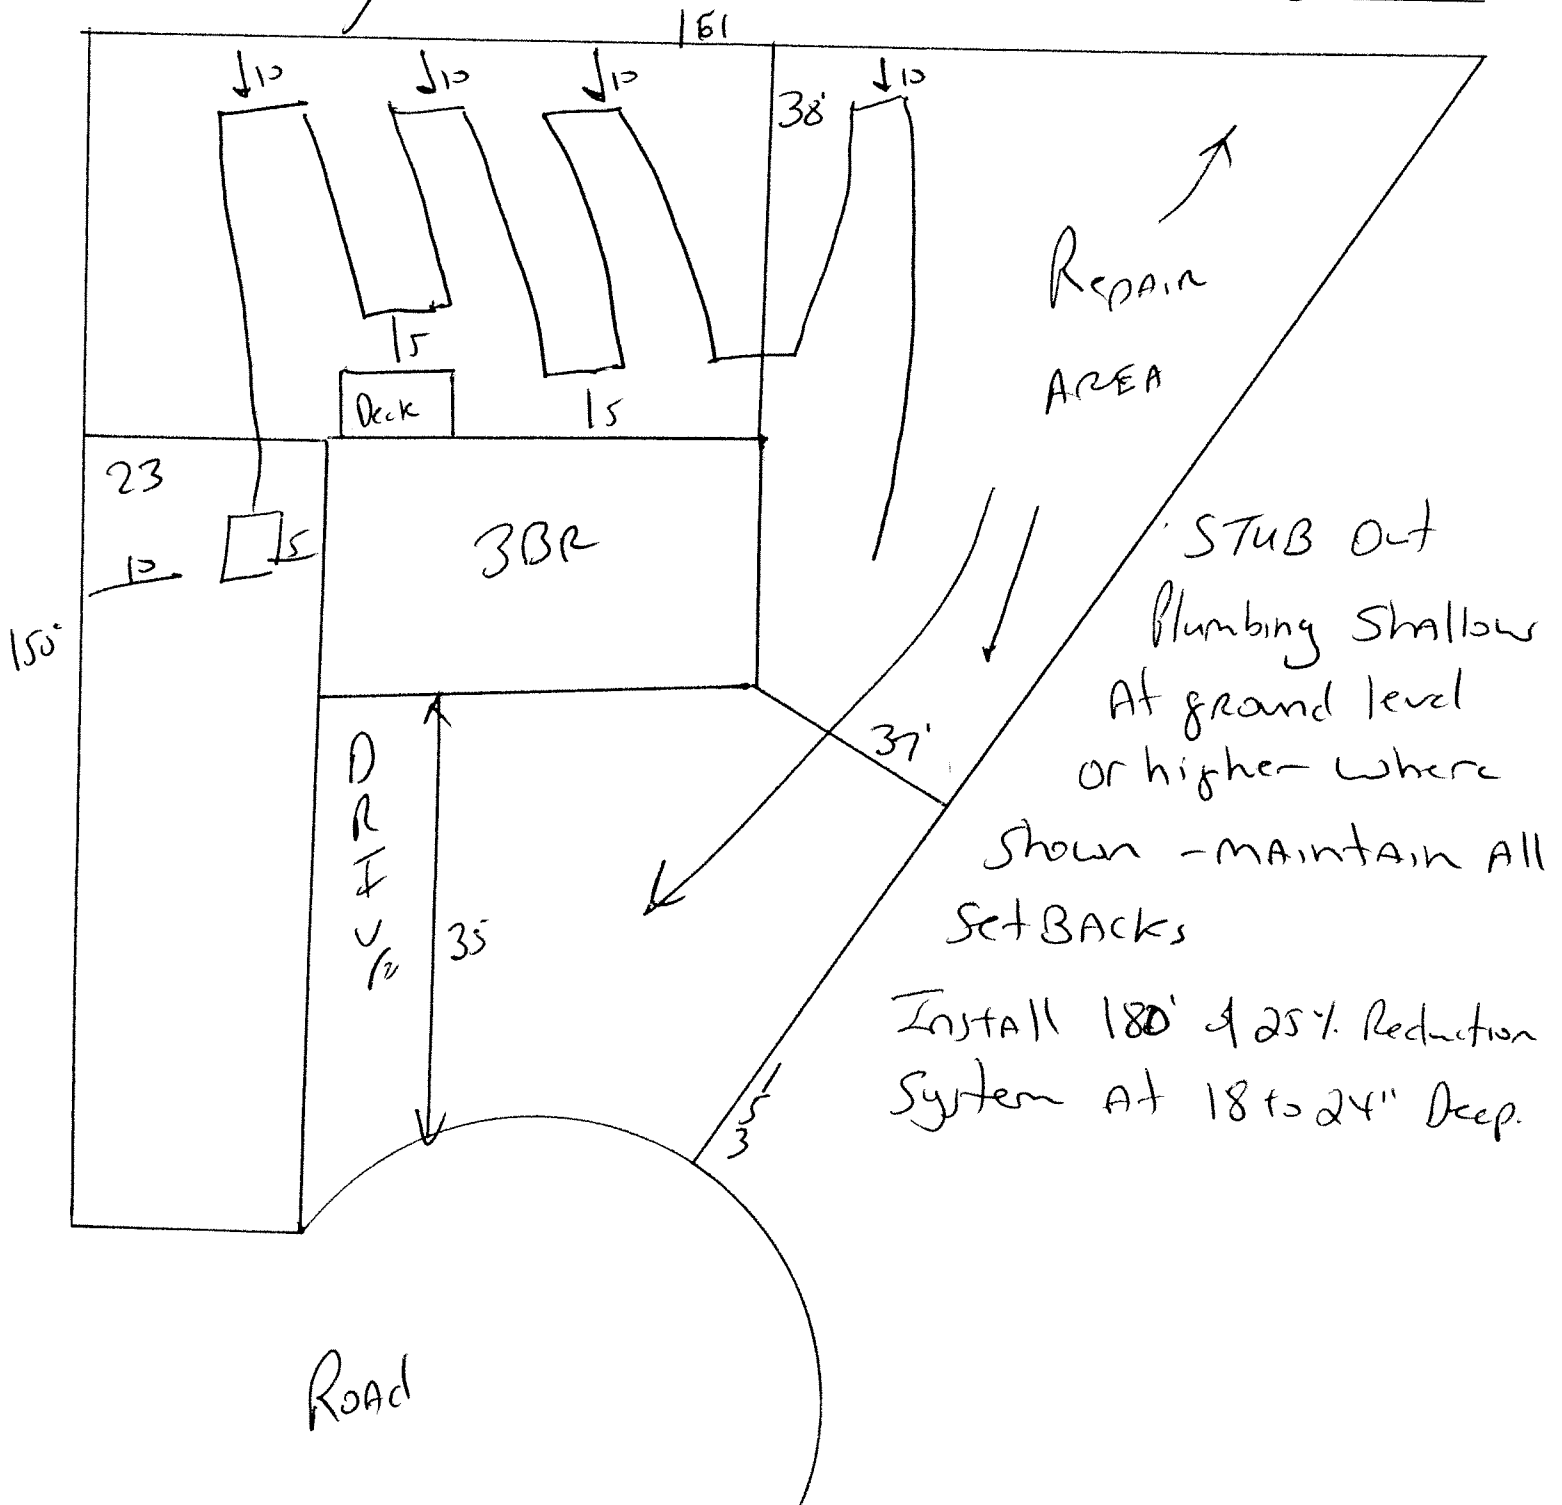 161
↓10
↓10
↓10
↓10
38'
Repair
AREA
15
Deck
15
23
3BR
10
5
150'
STUB Out
Plumbing Shallow
At ground level
or higher where
shown - MAintAin All
SetBAcks
37'
DRIVE
35
InstAll 180' of 25% Reduction
System At 18 to 24" Deep.
53
RoAd